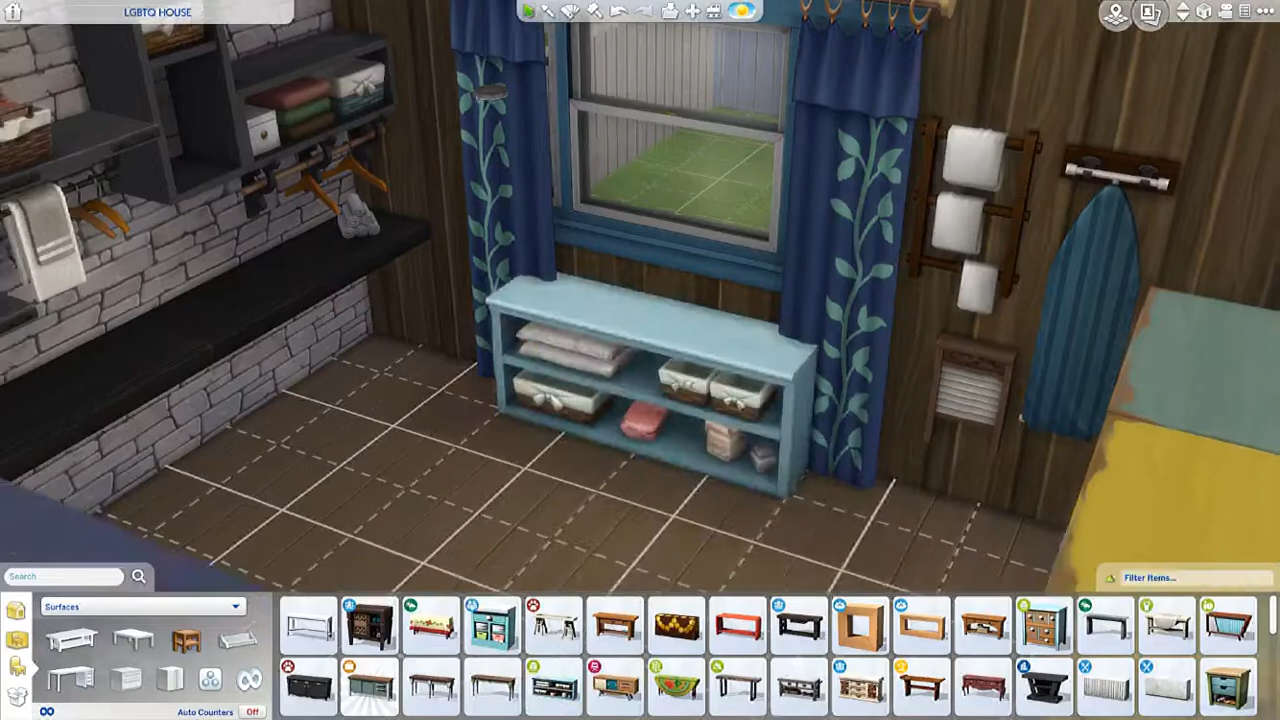 LGBTQ HOUSE
Search
Filter Items...
Surfaces
Auto Counters
Off